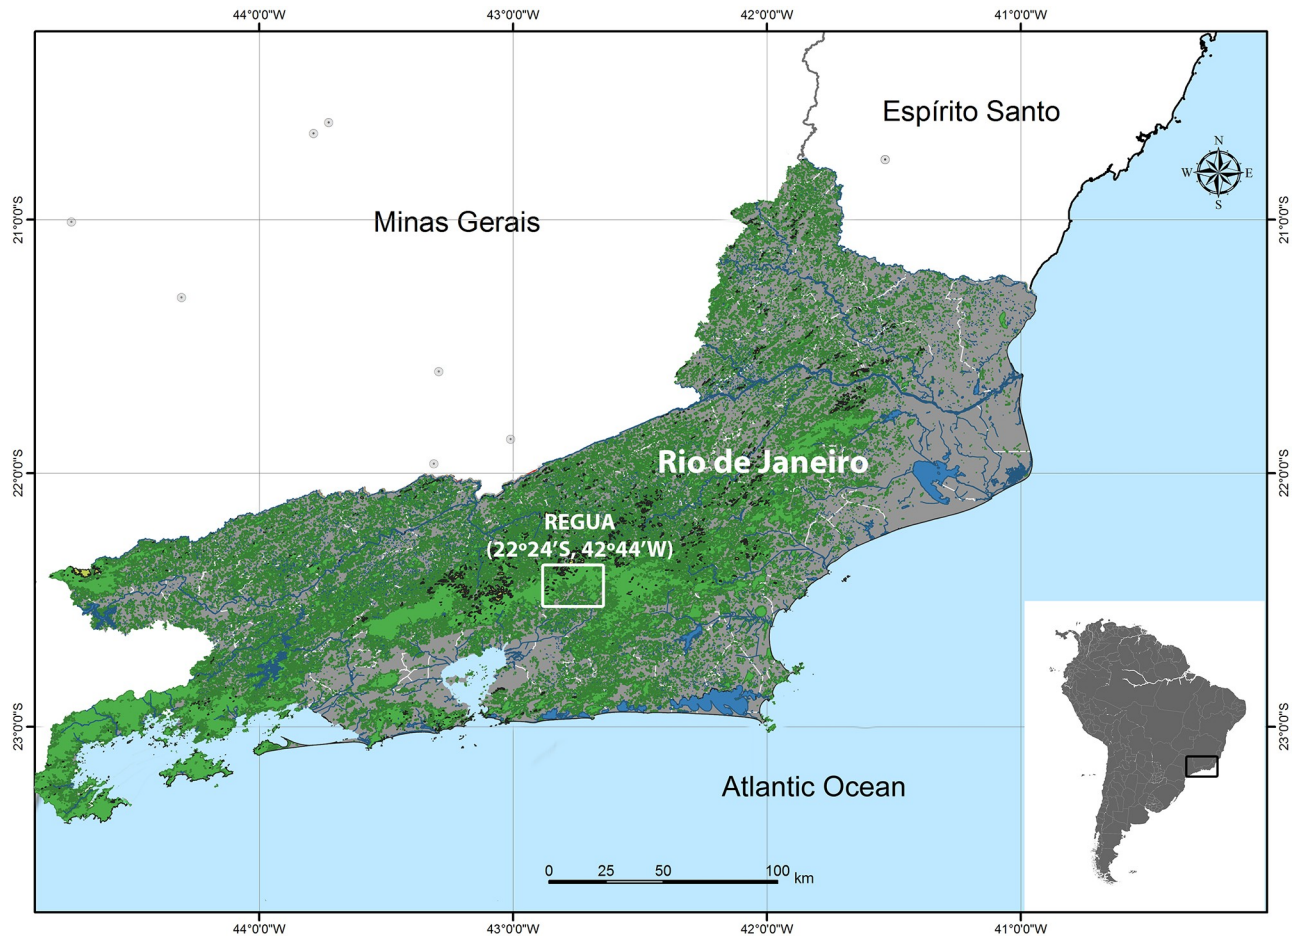 44°0'0"W 43°0'0"W 42°0'0"W 41°0'0"W
Espírito Santo
N
W E
S
21°0'0"S
Minas Gerais
21°0'0"S
Rio de Janeiro
22°0'0"S
22°0'0"S
REGUA
(22º24'S, 42º44'W)
23°0'0"S
23°0'0"S
Atlantic Ocean
0 25 50 100 km
44°0'0"W 43°0'0"W 42°0'0"W 41°0'0"W